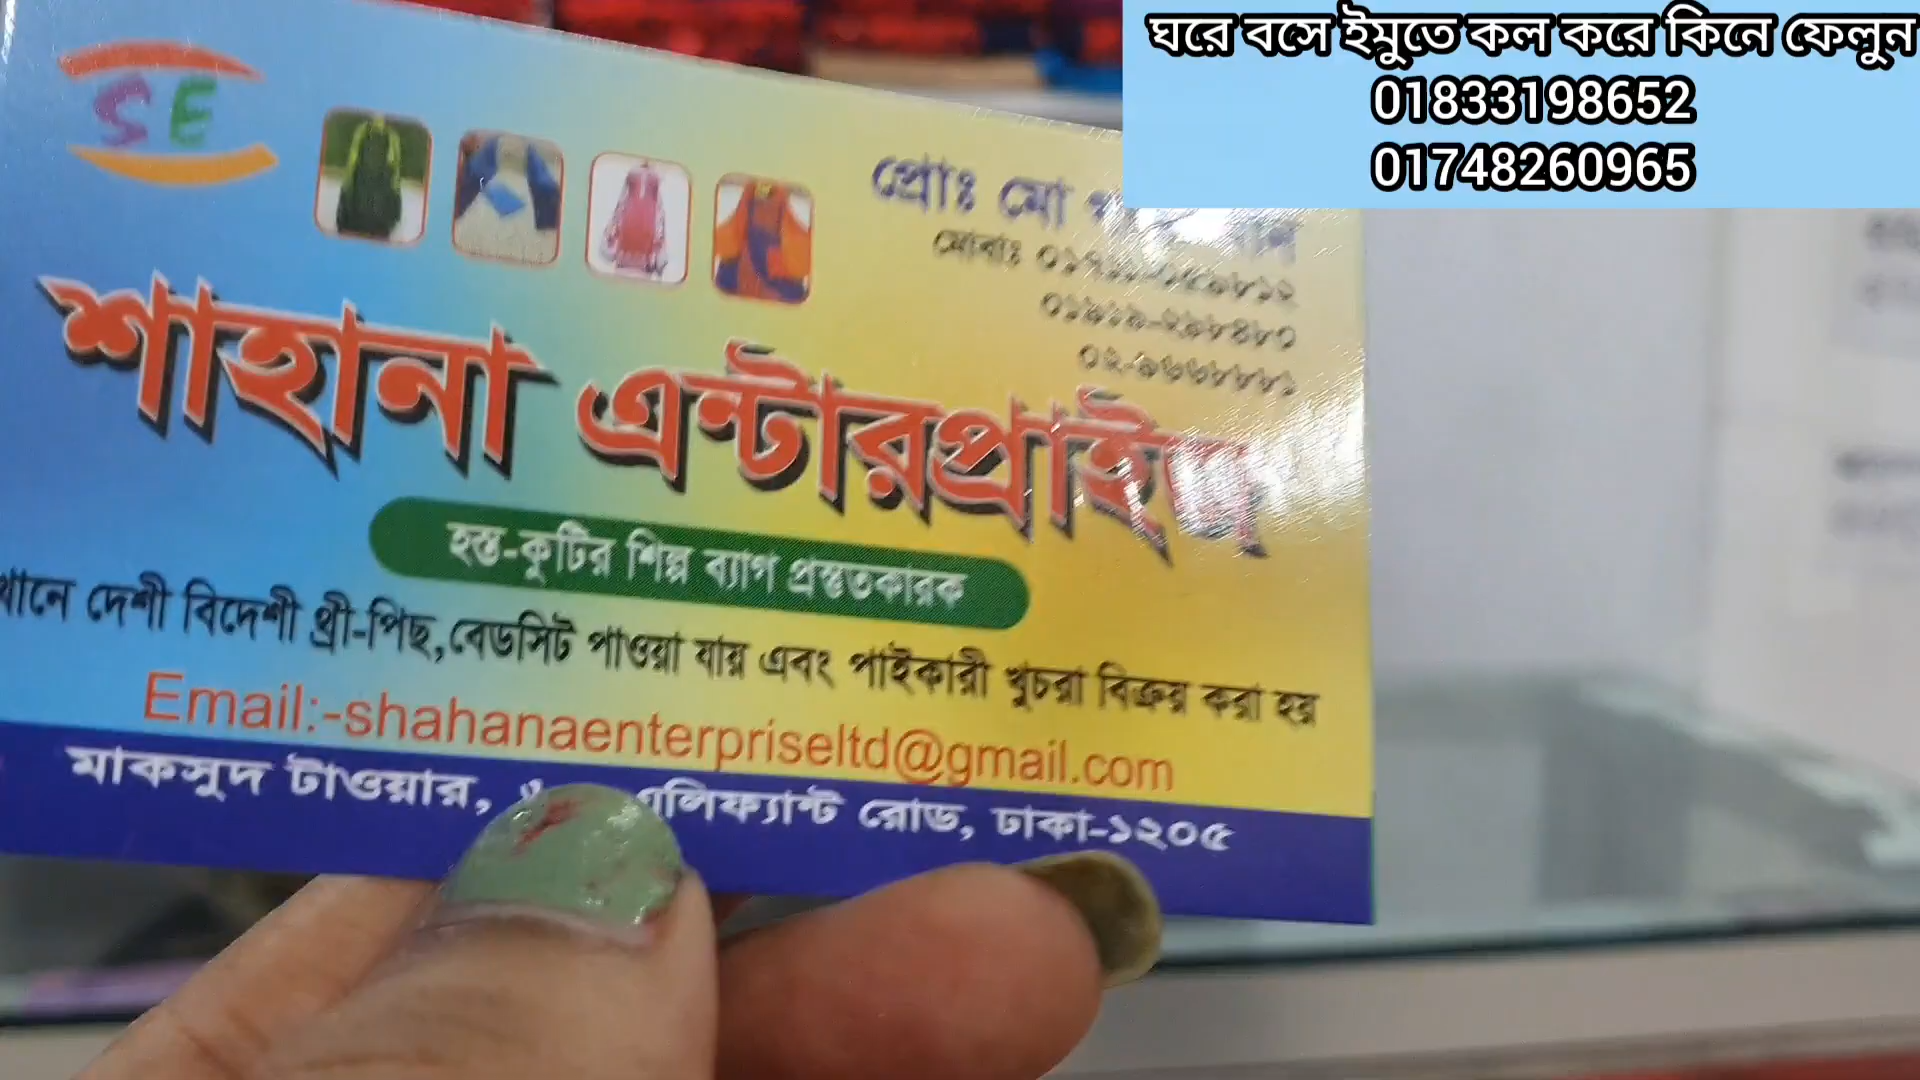 ঘরে বসে ইমুতে কল করে কিনে ফেলুন
01833198652
01748260965
SE
প্রোঃ মো
মোবাঃ
শাহানা এন্টারপ্রাইজ
হস্ত-কুটির শিল্প ব্যাগ প্রস্তুতকারক
দেশী বিদেশী থ্রী-পিছ,বেডসিট পাওয়া যায় এবং পাইকারী খুচরা বিক্রয় করা হয়
Email:-shahanaenterpriseltd@gmail.com
মাকসুদ টাওয়ার, এলিফ্যান্ট রোড, ঢাকা-১২০৫